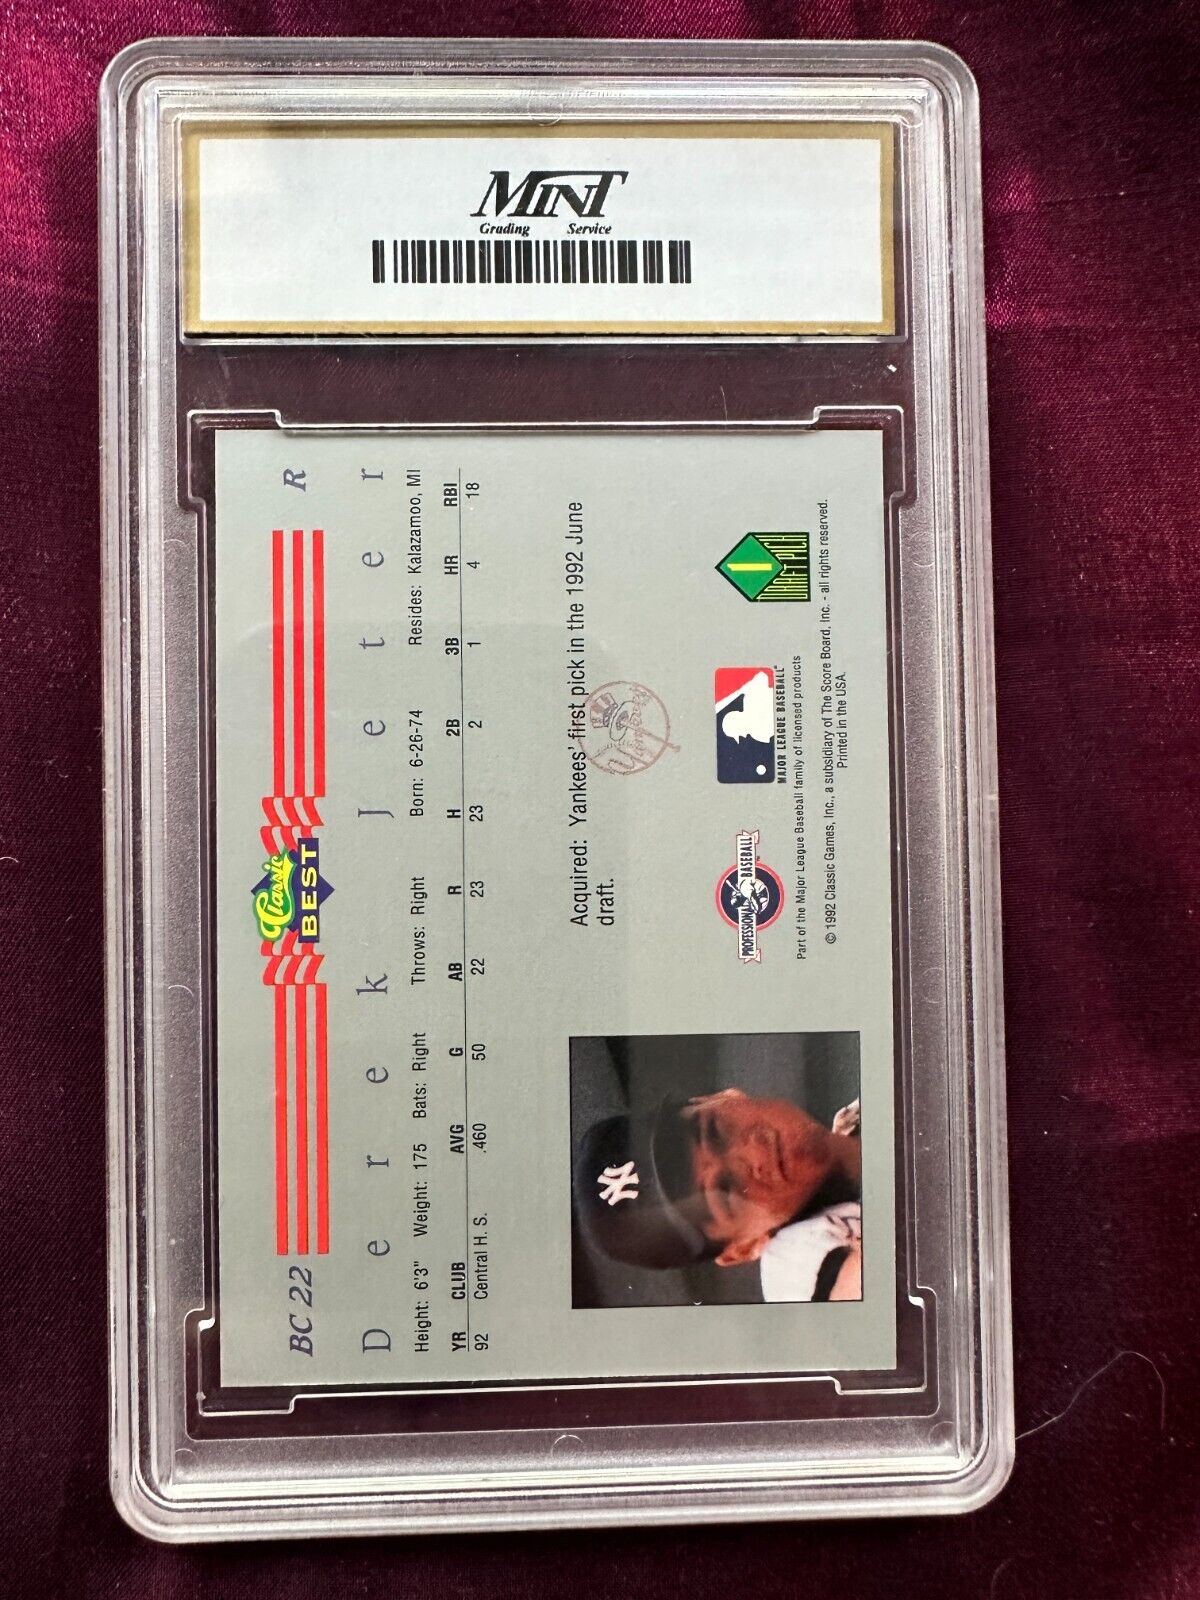 MINT
Grading Service
BC 22
Classic
BEST
R
Derek Jeter
Height: 6'3" Weight: 175 Bats: Right Throws: Right Born: 6-26-74 Resides: Kalazamoo, MI
YR CLUB AVG G AB R H 2B 3B HR RBI
92 Central H. S. .460 50 22 23 23 2 1 4 18
NY
Acquired: Yankees' first pick in the 1992 June
draft.
Yankees
PROFESSIONAL BASEBALL
MAJOR LEAGUE BASEBALL
1
DRAFT PICK
Part of the Major League Baseball family of licensed products
© 1992 Classic Games, Inc., a subsidiary of The Score Board, Inc. - all rights reserved.
Printed in the USA.